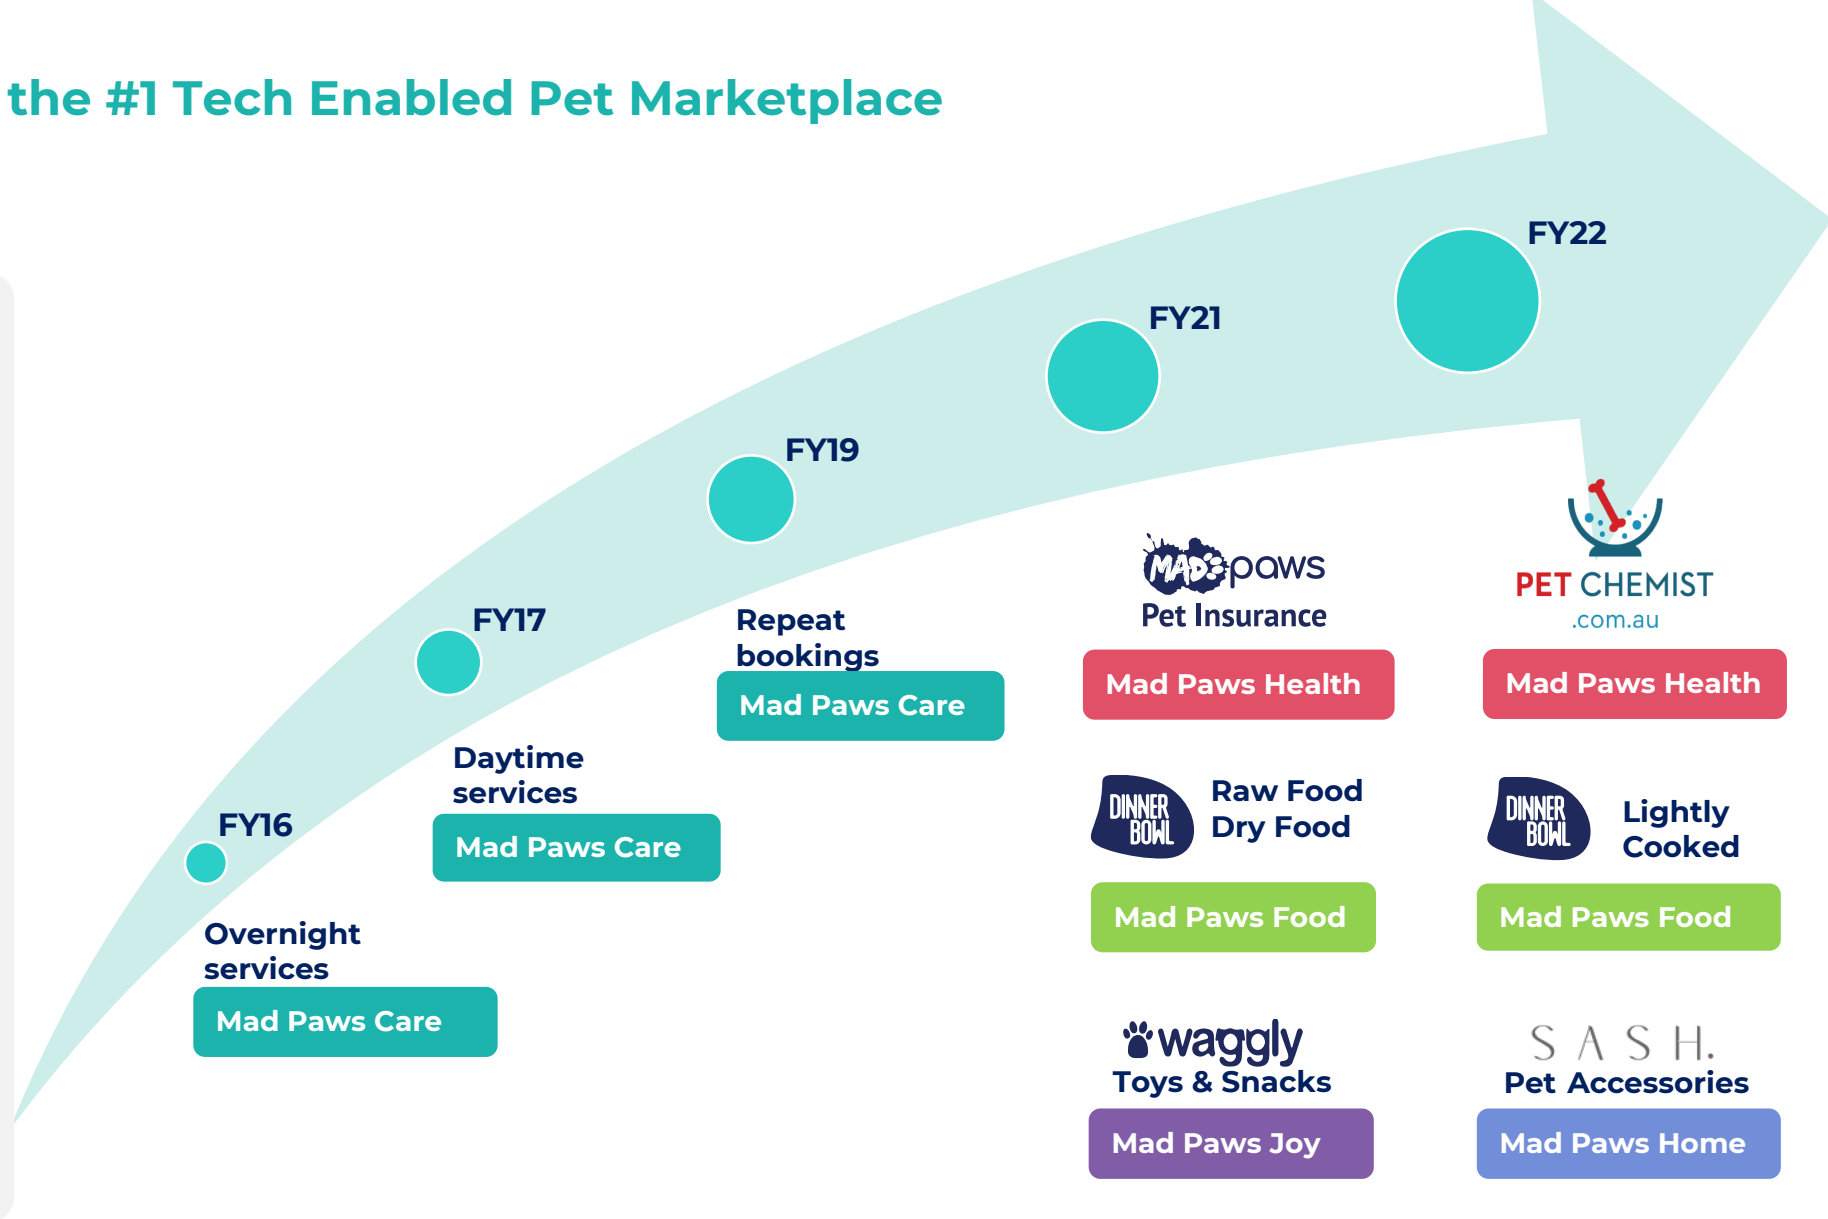 the #1 Tech Enabled Pet Marketplace
FY16
Overnight
services
Mad Paws Care
FY17
Daytime
services
Mad Paws Care
FY19
Repeat
bookings
Mad Paws Care
FY21
MAD paws
Pet Insurance
Mad Paws Health
DINNER
BOWL
Raw Food
Dry Food
Mad Paws Food
waggly
Toys & Snacks
Mad Paws Joy
FY22
PET CHEMIST
.com.au
Mad Paws Health
DINNER
BOWL
Lightly
Cooked
Mad Paws Food
SASH.
Pet Accessories
Mad Paws Home